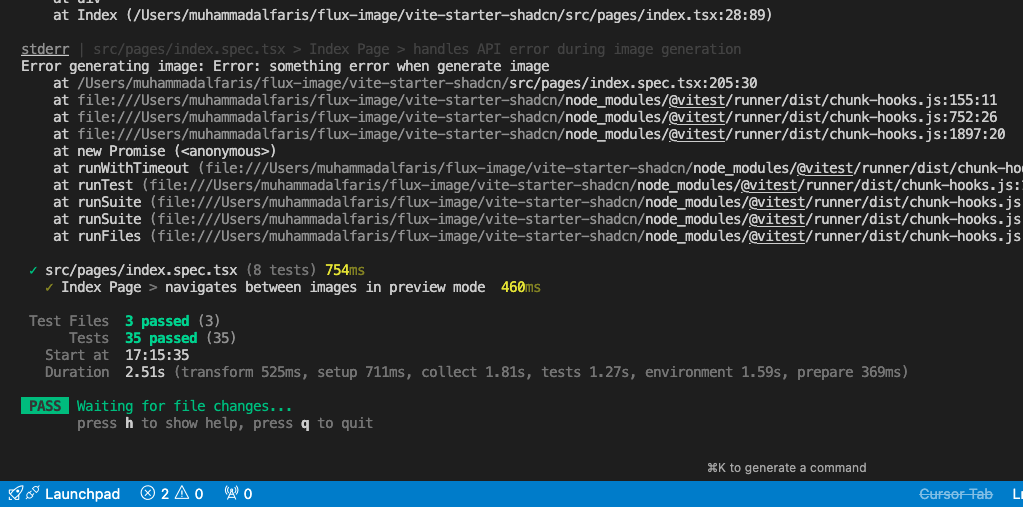 at div
at Index (/Users/muhammadalfaris/flux-image/vite-starter-shadcn/src/pages/index.tsx:28:89)
stderr | src/pages/index.spec.tsx > Index Page > handles API error during image generation
Error generating image: Error: something error when generate image
at /Users/muhammadalfaris/flux-image/vite-starter-shadcn/src/pages/index.spec.tsx:205:30
at file:///Users/muhammadalfaris/flux-image/vite-starter-shadcn/node_modules/@vitest/runner/dist/chunk-hooks.js:155:11
at file:///Users/muhammadalfaris/flux-image/vite-starter-shadcn/node_modules/@vitest/runner/dist/chunk-hooks.js:752:26
at file:///Users/muhammadalfaris/flux-image/vite-starter-shadcn/node_modules/@vitest/runner/dist/chunk-hooks.js:1897:20
at new Promise (<anonymous>)
at runWithTimeout (file:///Users/muhammadalfaris/flux-image/vite-starter-shadcn/node_modules/@vitest/runner/dist/chunk-ho
at runTest (file:///Users/muhammadalfaris/flux-image/vite-starter-shadcn/node_modules/@vitest/runner/dist/chunk-hooks.js:
at runSuite (file:///Users/muhammadalfaris/flux-image/vite-starter-shadcn/node_modules/@vitest/runner/dist/chunk-hooks.js
at runSuite (file:///Users/muhammadalfaris/flux-image/vite-starter-shadcn/node_modules/@vitest/runner/dist/chunk-hooks.js
at runFiles (file:///Users/muhammadalfaris/flux-image/vite-starter-shadcn/node_modules/@vitest/runner/dist/chunk-hooks.js
✓ src/pages/index.spec.tsx (8 tests) 754ms
✓ Index Page > navigates between images in preview mode 460ms
Test Files 3 passed (3)
Tests 35 passed (35)
Start at 17:15:35
Duration 2.51s (transform 525ms, setup 711ms, collect 1.81s, tests 1.27s, environment 1.59s, prepare 369ms)
PASS Waiting for file changes...
press h to show help, press q to quit
⌘K to generate a command
Launchpad 2 0 0 Cursor Tab